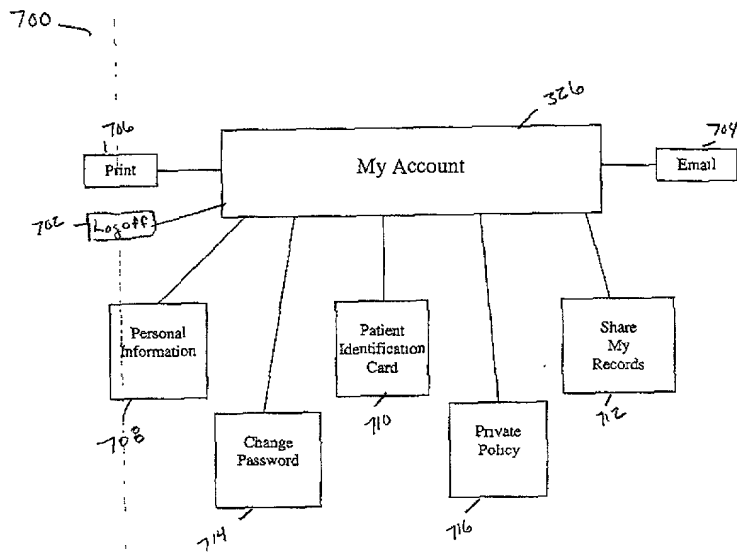 700
326
706
704
Print
My Account
Email
702
Logoff
Personal
Information
Patient
Identification
Card
Share
My
Records
708
710
712
Change
Password
Private
Policy
714
716